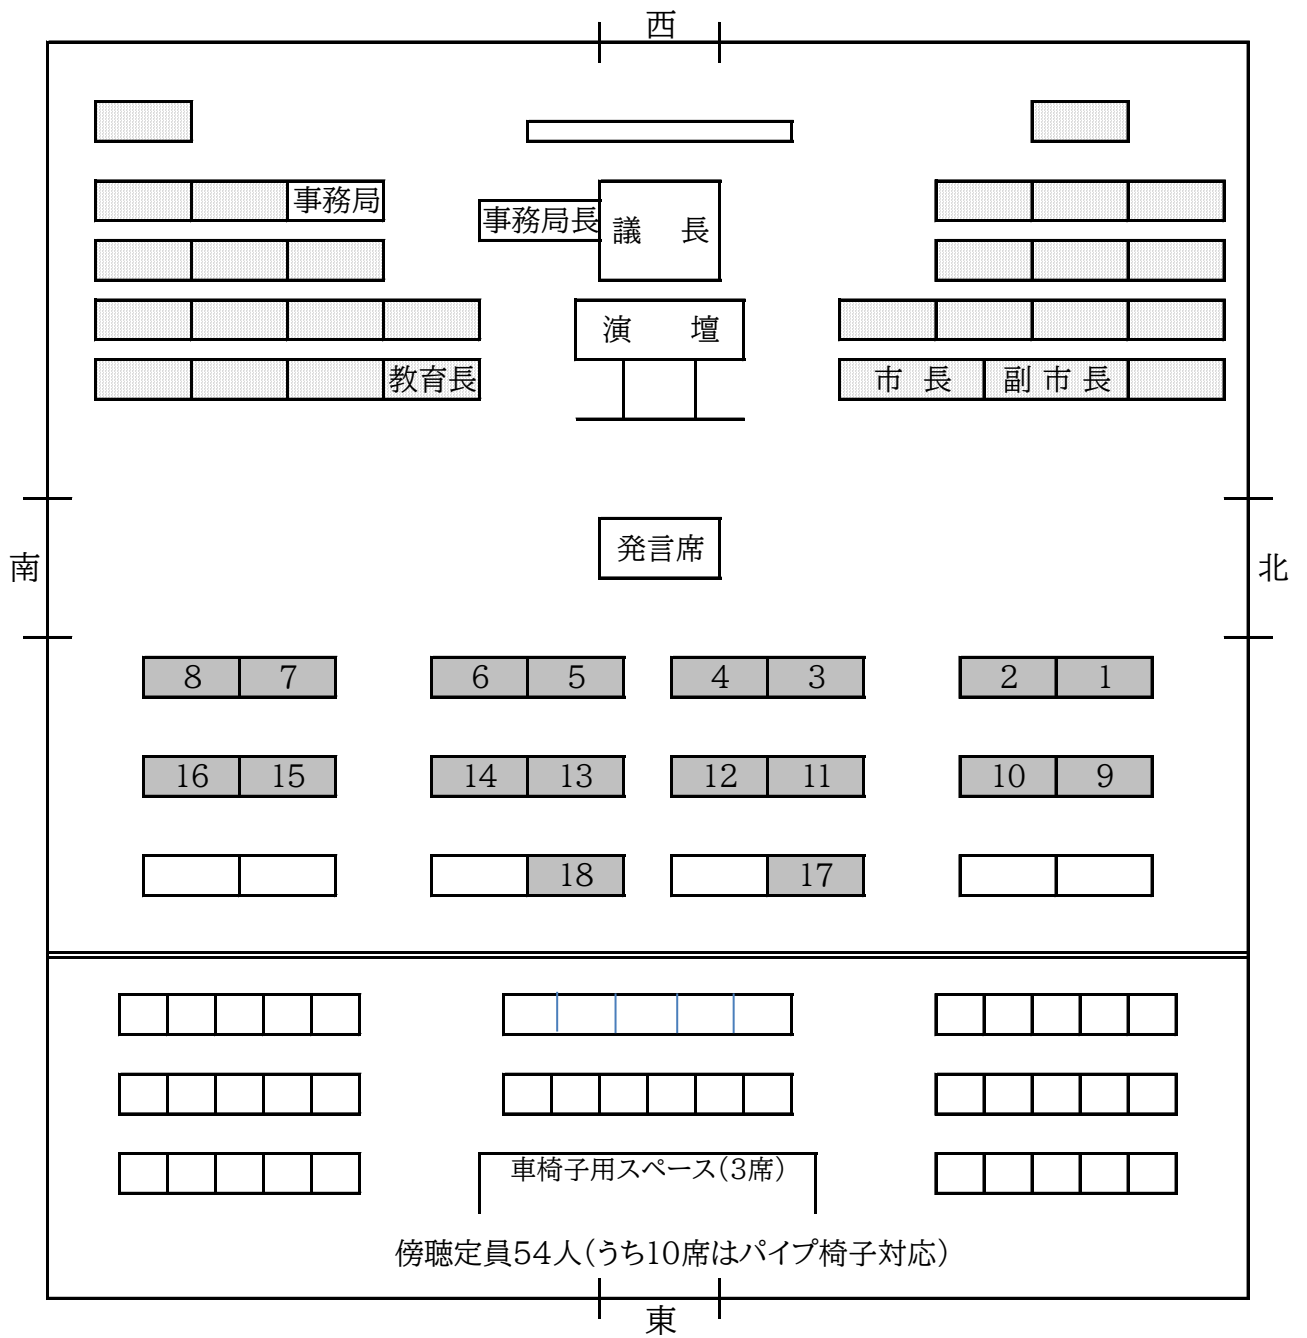 西
事務局
事務局長
議 長
演 壇
教育長
市 長
副 市 長
発言席
南
北
8 7 6 5 4 3 2 1
16 15 14 13 12 11 10 9
18 17
車椅子用スペース(3席)
傍聴定員54人(うち10席はパイプ椅子対応)
東